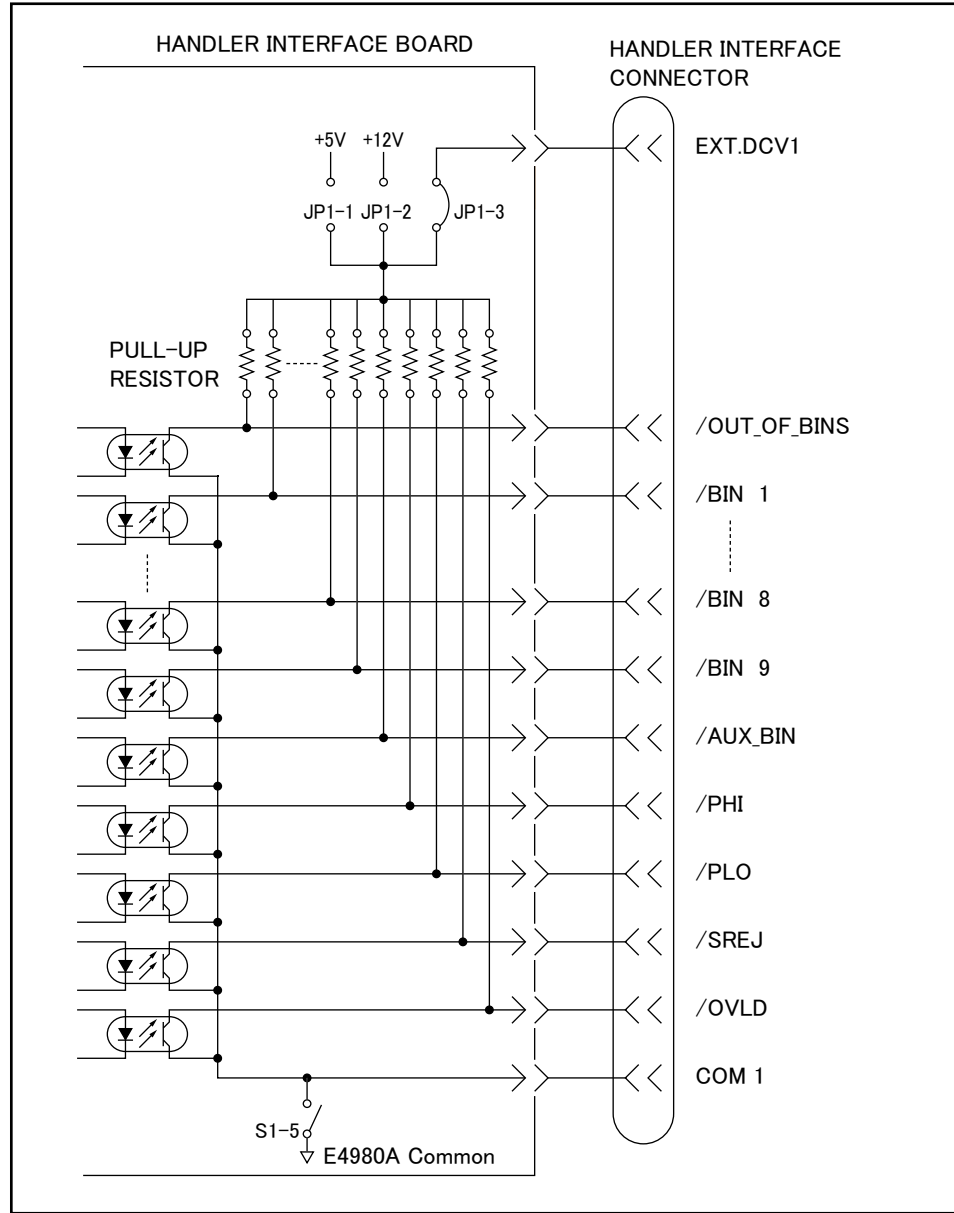 HANDLER INTERFACE BOARD
HANDLER INTERFACE
CONNECTOR
+5V +12V
EXT.DCV1
JP1-1 JP1-2 JP1-3
PULL-UP
RESISTOR
/OUT_OF_BINS
/BIN 1
/BIN 8
/BIN 9
/AUX_BIN
/PHI
/PLO
/SREJ
/OVLD
COM 1
S1-5
E4980A Common